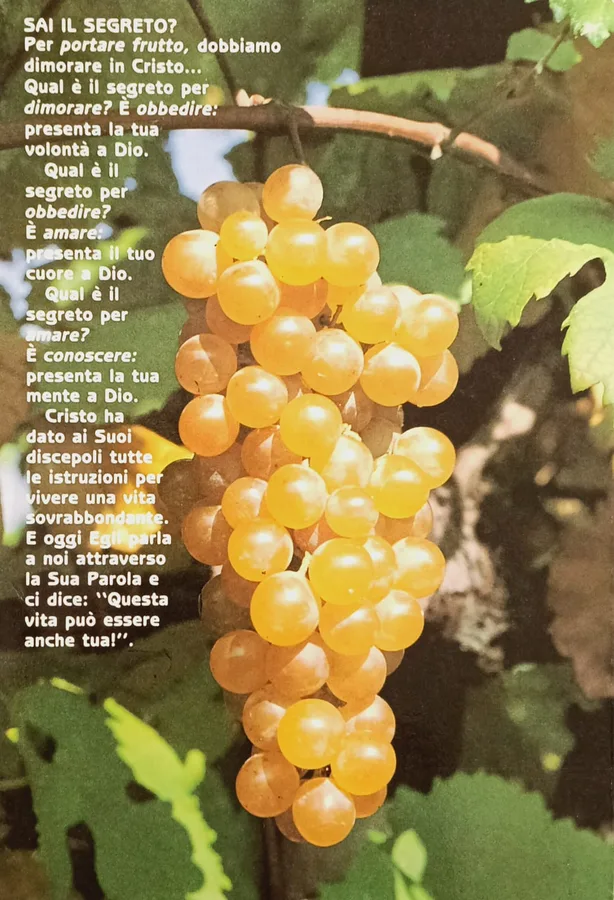 SAI IL SEGRETO?
Per portare frutto, dobbiamo
dimorare in Cristo...
Qual è il segreto per
dimorare? È obbedire:
presenta la tua
volontà a Dio.
Qual è il
segreto per
obbedire?
È amare:
presenta il tuo
cuore a Dio.
Qual è il
segreto per
amare?
È conoscere:
presenta la tua
mente a Dio.
Cristo ha
dato ai Suoi
discepoli tutte
le istruzioni per
vivere una vita
sovrabbondante.
E oggi Egli parla
a noi attraverso
la Sua Parola e
ci dice: "Questa
vita può essere
anche tua!".